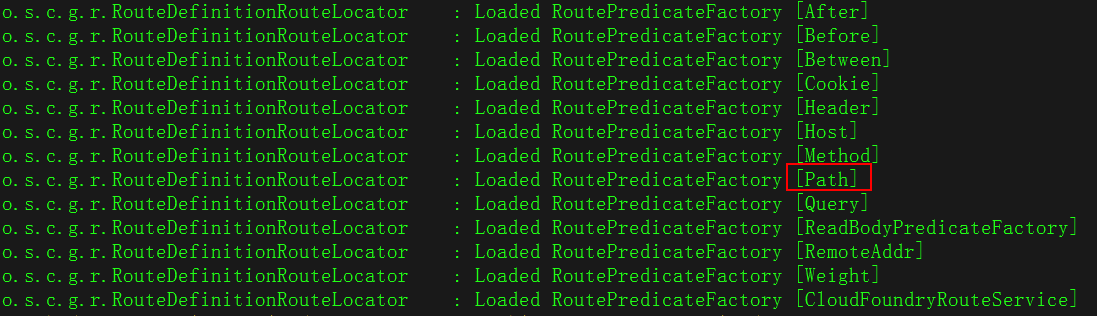 o.s.c.g.r.RouteDefinitionRouteLocator : Loaded RoutePredicateFactory [After]
o.s.c.g.r.RouteDefinitionRouteLocator : Loaded RoutePredicateFactory [Before]
o.s.c.g.r.RouteDefinitionRouteLocator : Loaded RoutePredicateFactory [Between]
o.s.c.g.r.RouteDefinitionRouteLocator : Loaded RoutePredicateFactory [Cookie]
o.s.c.g.r.RouteDefinitionRouteLocator : Loaded RoutePredicateFactory [Header]
o.s.c.g.r.RouteDefinitionRouteLocator : Loaded RoutePredicateFactory [Host]
o.s.c.g.r.RouteDefinitionRouteLocator : Loaded RoutePredicateFactory [Method]
o.s.c.g.r.RouteDefinitionRouteLocator : Loaded RoutePredicateFactory [Path]
o.s.c.g.r.RouteDefinitionRouteLocator : Loaded RoutePredicateFactory [Query]
o.s.c.g.r.RouteDefinitionRouteLocator : Loaded RoutePredicateFactory [ReadBodyPredicateFactory]
o.s.c.g.r.RouteDefinitionRouteLocator : Loaded RoutePredicateFactory [RemoteAddr]
o.s.c.g.r.RouteDefinitionRouteLocator : Loaded RoutePredicateFactory [Weight]
o.s.c.g.r.RouteDefinitionRouteLocator : Loaded RoutePredicateFactory [CloudFoundryRouteService]